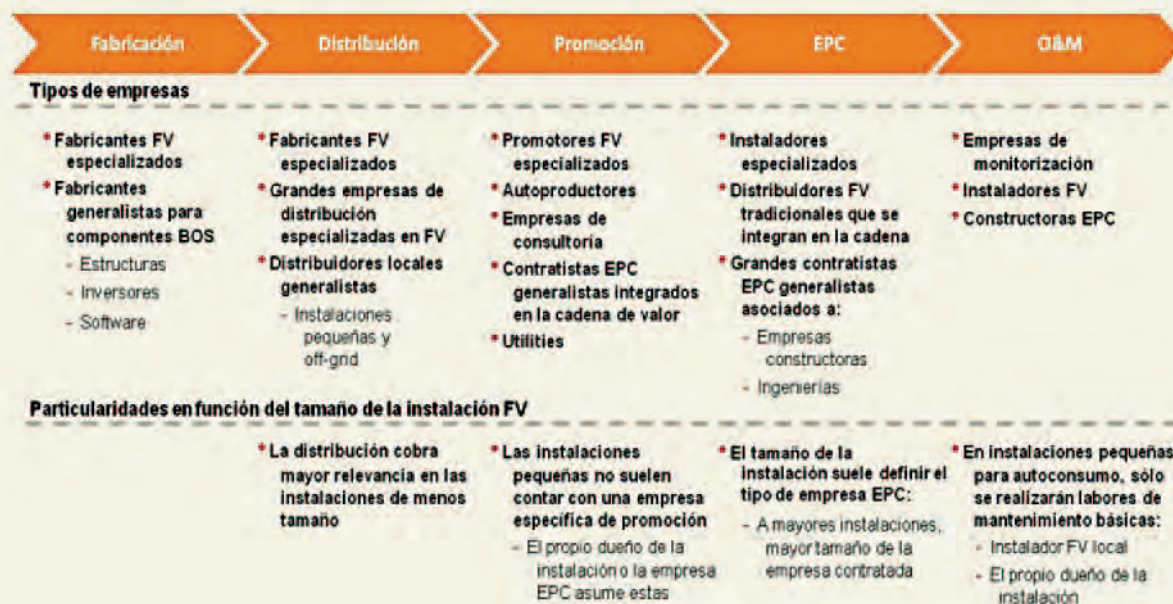 Fabricación
Distribución
Promoción
EPC
O&M
Tipos de empresas
* Fabricantes FV
especializados
* Fabricantes
generalistas para
componentes BOS
- Estructuras
- Inversores
- Software
* Fabricantes FV
especializados
* Grandes empresas de
distribución
especializadas en FV
* Distribuidores locales
generalistas
- Instalaciones
pequeñas y
off-grid
* Promotores FV
especializados
* Autoproductores
* Empresas de
consultoría
* Contratistas EPC
generalistas integrados
en la cadena de valor
* Utilities
* Instaladores
especializados
* Distribuidores FV
tradicionales que se
integran en la cadena
* Grandes contratistas
EPC generalistas
asociados a:
- Empresas
constructoras
- Ingenierías
* Empresas de
monitorización
* Instaladores FV
* Constructoras EPC
Particularidades en función del tamaño de la instalación FV
* La distribución cobra
mayor relevancia en las
instalaciones de menos
tamaño
* Las instalaciones
pequeñas no suelen
contar con una empresa
específica de promoción
- El propio dueño de la
instalación o la empresa
EPC asume estas
* El tamaño de la
instalación suele definir el
tipo de empresa EPC:
- A mayores instalaciones,
mayor tamaño de la
empresa contratada
* En instalaciones pequeñas
para autoconsumo, sólo
se realizarán labores de
mantenimiento básicas:
- Instalador FV local
- El propio dueño de la
instalación